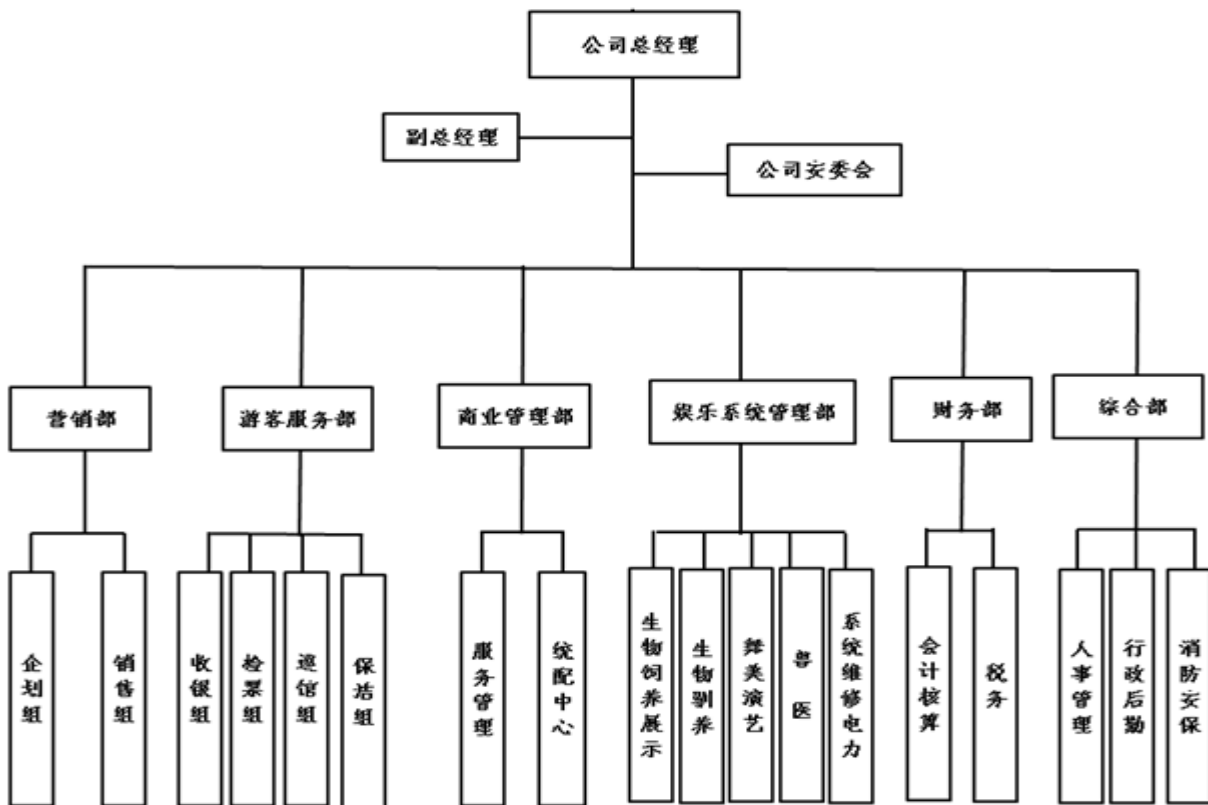 公司总经理
副总经理
公司安委会
营销部
游客服务部
商业管理部
娱乐系统管理部
财务部
综合部
企划组
销售组
收银组
检票组
巡馆组
保洁组
服务管理
统配中心
生物饲养展示
生物驯养
舞美演艺
兽医
系统维修电力
会计核算
税务
人事管理
行政后勤
消防安保